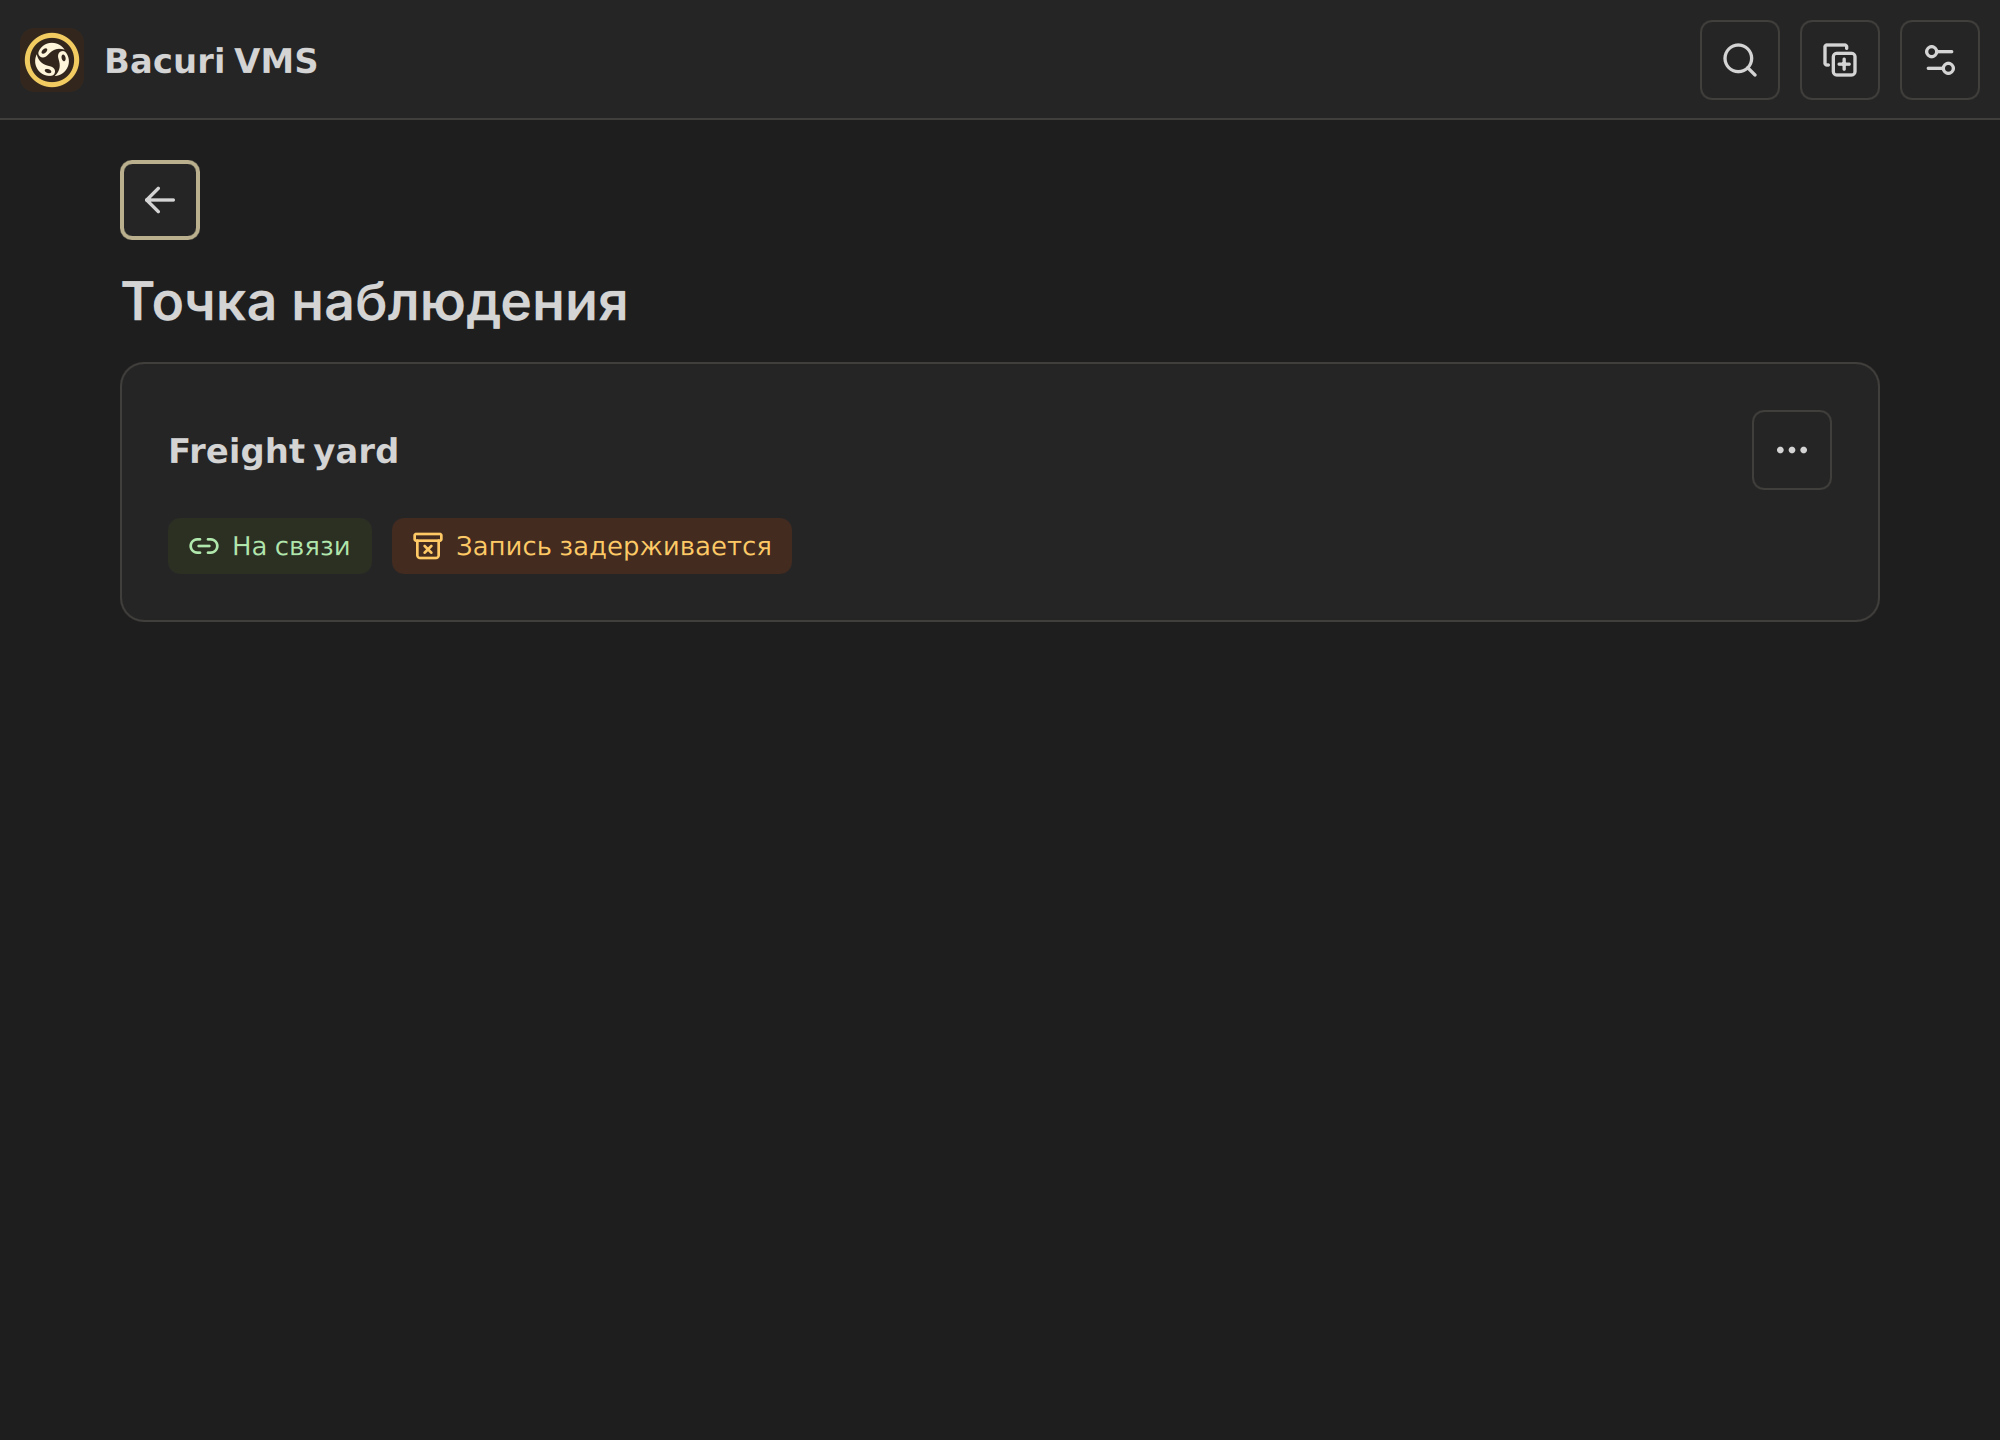 Bacuri VMS
Точка наблюдения
Freight yard
На связи
Запись задерживается